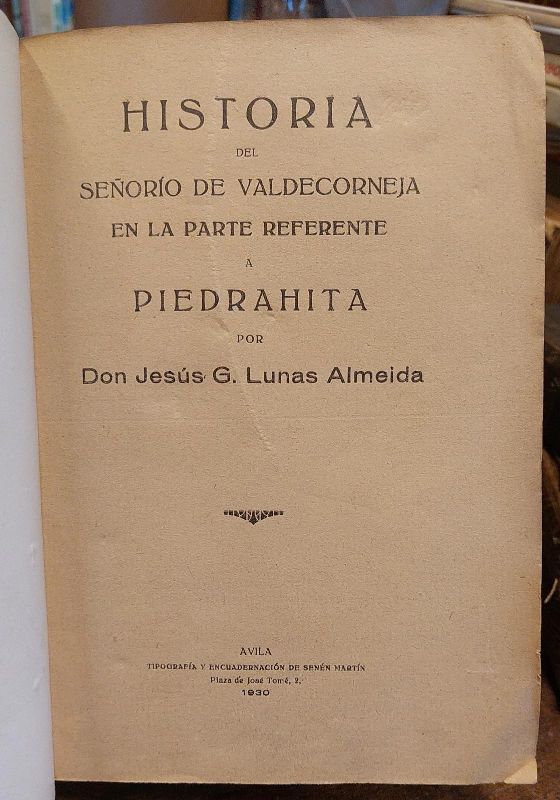 HISTORIA
DEL
SEÑORÍO DE VALDECORNEJA
EN LA PARTE REFERENTE
A
PIEDRAHITA
POR
Don Jesús G. Lunas Almeida
AVILA
TIPOGRAFÍA Y ENCUADERNACIÓN DE SENÉN MARTÍN
Plaza de José Tomé, 2.
1930